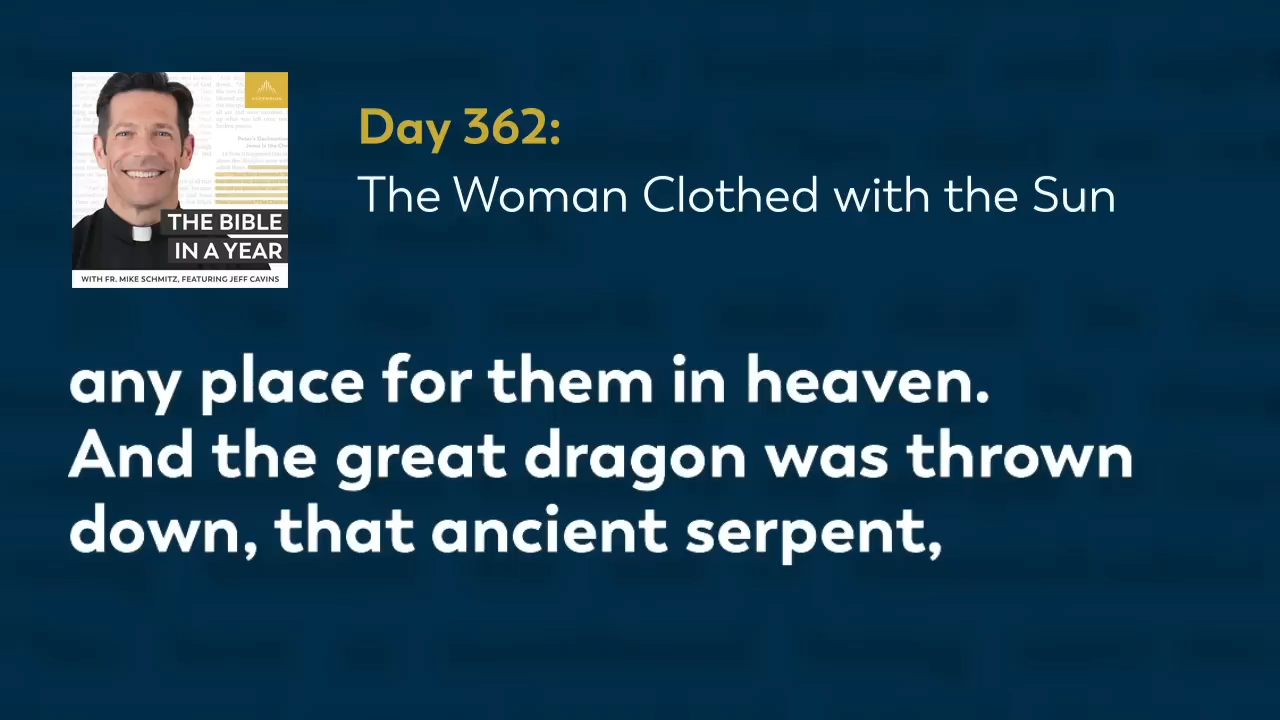 Day 362:
The Woman Clothed with the Sun
THE BIBLE
IN A YEAR
WITH FR. MIKE SCHMITZ, FEATURING JEFF CAVINS
any place for them in heaven.
And the great dragon was thrown
down, that ancient serpent,